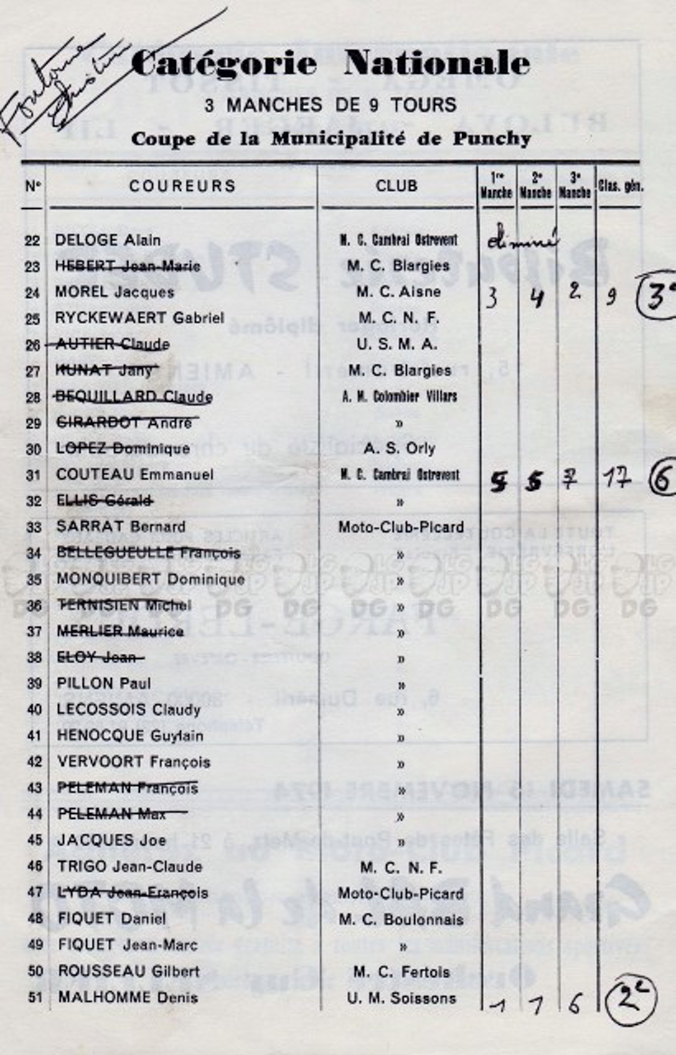 Fontaine
Catégorie Nationale
3 MANCHES DE 9 TOURS
Coupe de la Municipalité de Punchy
N° COUREURS CLUB 1re Manche 2e Manche 3e Manche Clas. gén.
22 DELOGE Alain M. C. Cambrai Ostrevent éliminé
23 HEBERT Jean-Marie M. C. Blargies
24 MOREL Jacques M. C. Aisne 3 4 2 9 3e
25 RYCKEWAERT Gabriel M. C. N. F.
26 AUTIER Claude U. S. M. A.
27 HUNAT Jany M. C. Blargies
28 BEQUILLARD Claude A. M. Colombier Villars
29 GIRARDOT André »
30 LOPEZ Dominique A. S. Orly
31 COUTEAU Emmanuel M. C. Cambrai Ostrevent 5 5 7 17 6
32 ELLIS Gérald »
33 SARRAT Bernard Moto-Club-Picard
34 BELLEGUEULLE François »
35 MONQUIBERT Dominique »
36 TERNISIEN Michel »
37 MERLIER Maurice »
38 ELOY Jean »
39 PILLON Paul »
40 LECOSSOIS Claudy »
41 HENOCQUE Guylain »
42 VERVOORT François »
43 PELEMAN François »
44 PELEMAN Max »
45 JACQUES Joe »
46 TRIGO Jean-Claude M. C. N. F.
47 LYDA Jean-François Moto-Club-Picard
48 FIQUET Daniel M. C. Boulonnais
49 FIQUET Jean-Marc »
50 ROUSSEAU Gilbert M. C. Fertois
51 MALHOMME Denis U. M. Soissons 1 1 6 2e